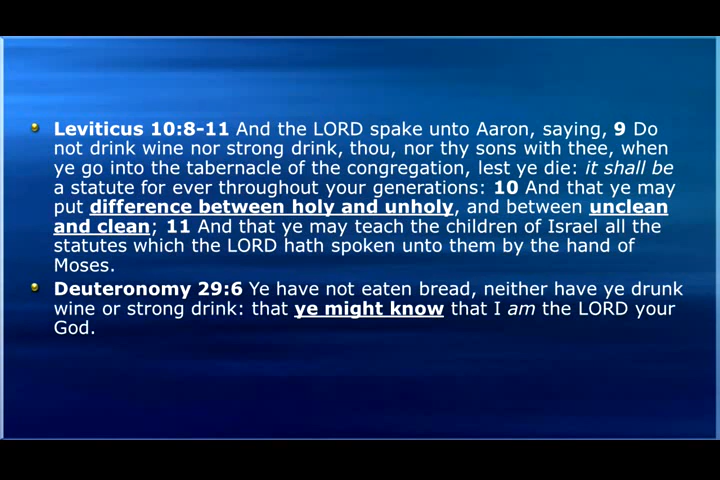 Leviticus 10:8-11 And the LORD spake unto Aaron, saying, 9 Do
not drink wine nor strong drink, thou, nor thy sons with thee, when
ye go into the tabernacle of the congregation, lest ye die: it shall be
a statute for ever throughout your generations: 10 And that ye may
put difference between holy and unholy, and between unclean
and clean; 11 And that ye may teach the children of Israel all the
statutes which the LORD hath spoken unto them by the hand of
Moses.
Deuteronomy 29:6 Ye have not eaten bread, neither have ye drunk
wine or strong drink: that ye might know that I am the LORD your
God.